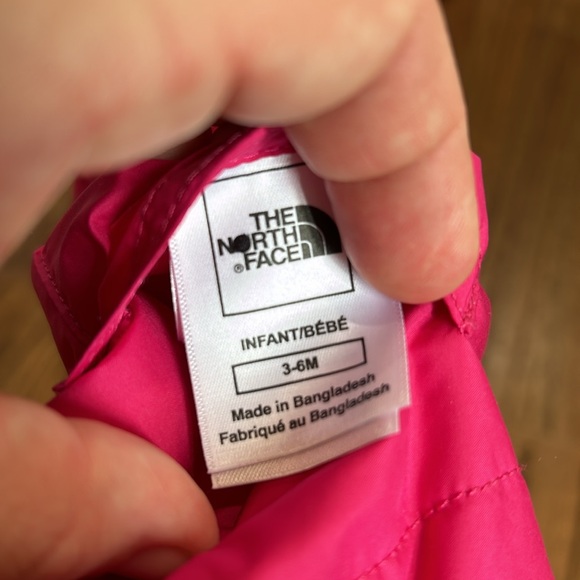 THE
NORTH
®FACE
INFANT/BÉBÉ
3-6M
Made in Bangladesh
Fabriqué au Bangladesh